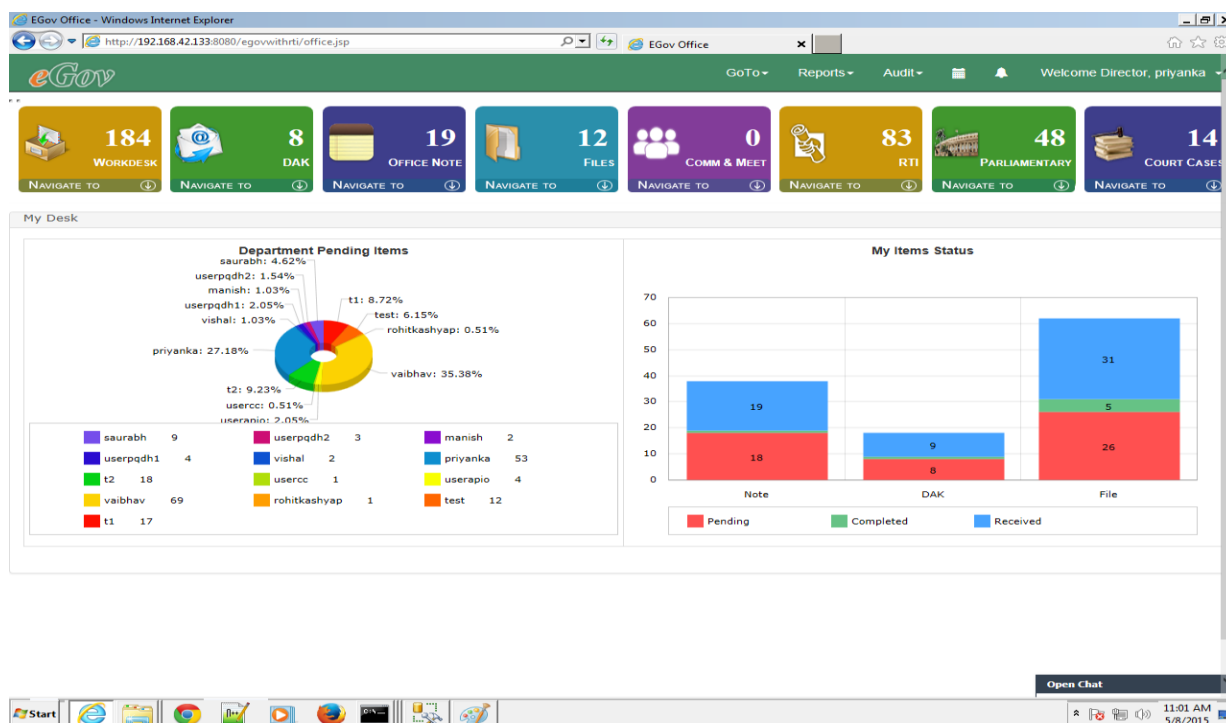 EGov Office - Windows Internet Explorer
http://192.168.42.133:8080/egovwithrti/office.jsp
EGov Office
eGov
GoTo
Reports
Audit
Welcome Director, priyanka
184
WORKDESK
NAVIGATE TO
8
DAK
NAVIGATE TO
19
OFFICE NOTE
NAVIGATE TO
12
FILES
NAVIGATE TO
0
COMM & MEET
NAVIGATE TO
83
RTI
NAVIGATE TO
48
PARLIAMENTARY
NAVIGATE TO
14
COURT CASES
NAVIGATE TO
My Desk
Department Pending Items
saurabh: 4.62%
userpqdh2: 1.54%
manish: 1.03%
userpqdh1: 2.05%
vishal: 1.03%
priyanka: 27.18%
t2: 9.23%
usercc: 0.51%
userapio: 2.05%
t1: 8.72%
test: 6.15%
rohitkashyap: 0.51%
vaibhav: 35.38%
saurabh 9 userpqdh2 3 manish 2
userpqdh1 4 vishal 2 priyanka 53
t2 18 usercc 1 userapio 4
vaibhav 69 rohitkashyap 1 test 12
t1 17
My Items Status
70
60
50
40
30
20
10
0
19
18
9
8
31
5
26
Note DAK File
Pending Completed Received
Open Chat
Start
11:01 AM
5/8/2015